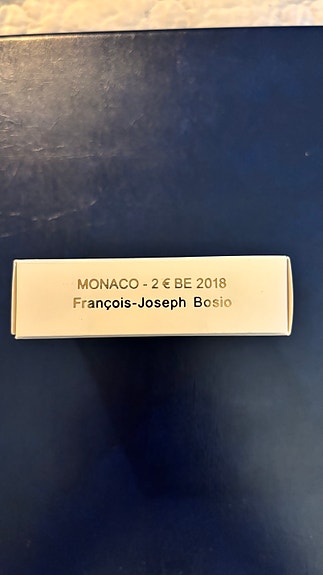 MONACO - 2 € BE 2018
François-Joseph Bosio